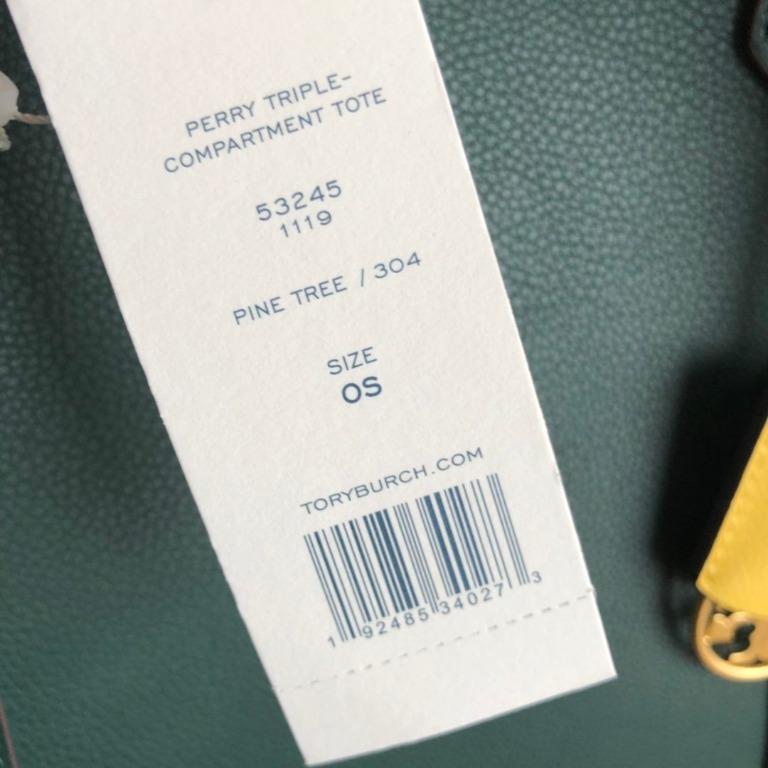 PERRY TRIPLE-
COMPARTMENT TOTE
53245
1119
PINE TREE / 304
SIZE
OS
TORYBURCH.COM
1 92485 34027 3